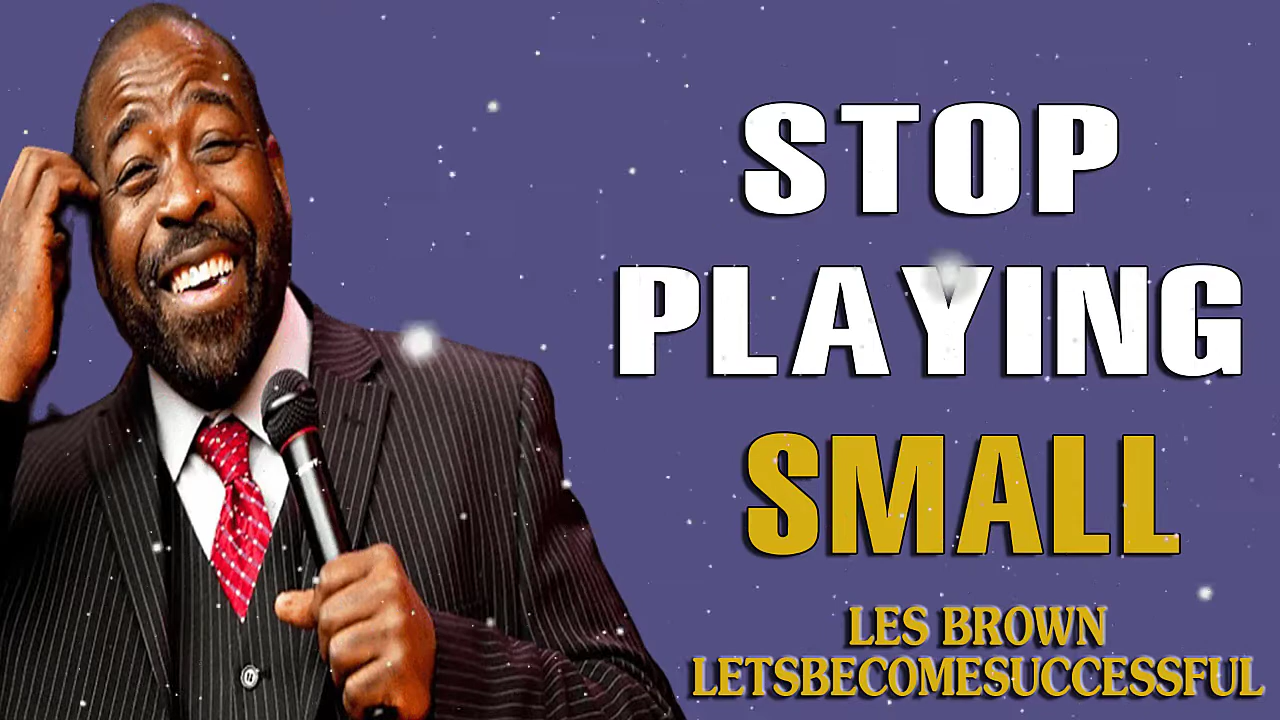 STOP
PLAYING
SMALL
LES BROWN
LETSBECOMESUCCESSFUL